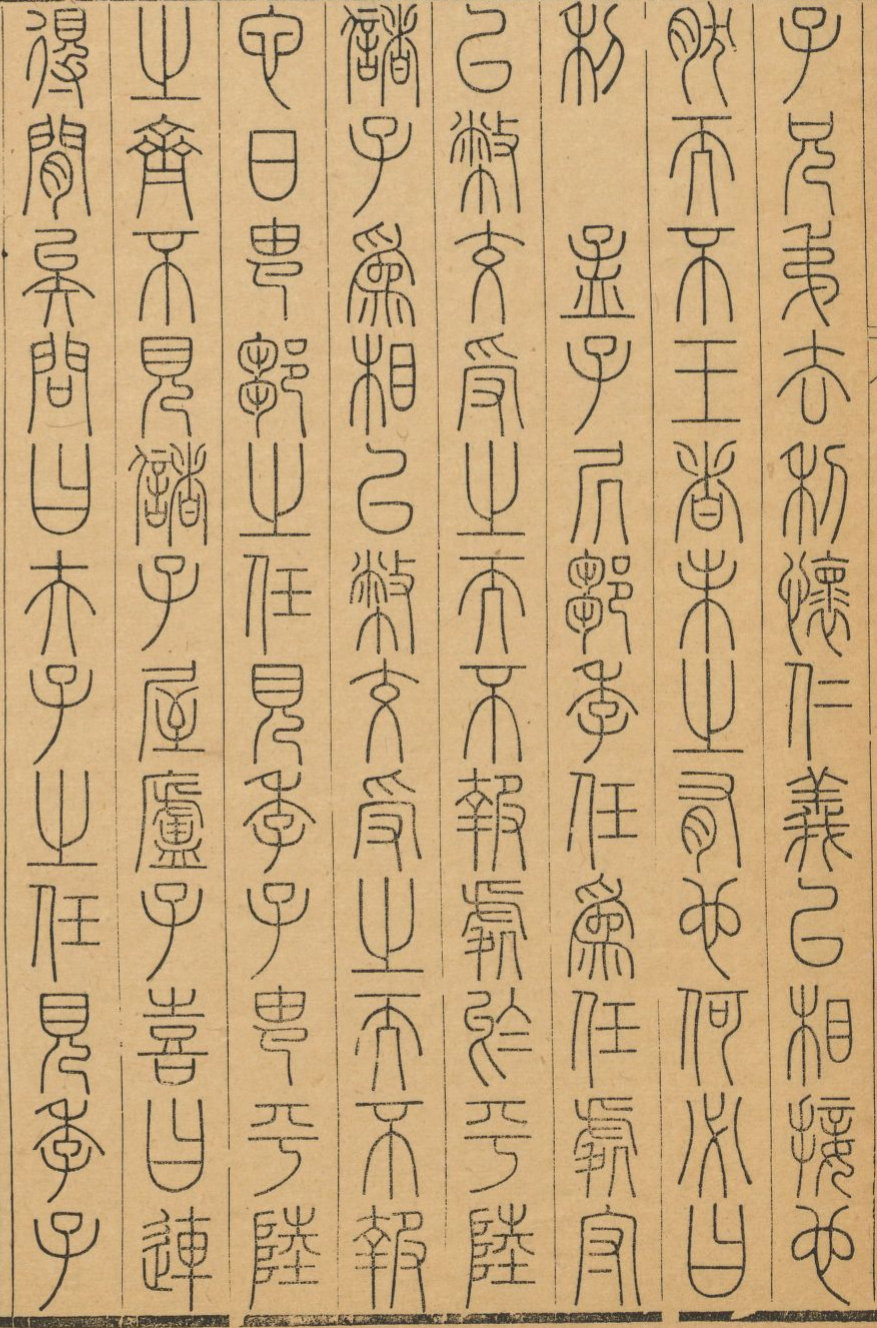 子兄弟去利懷仁義以相接也
然而不王者未之有也何必曰
利　孟子居鄒季任爲任處守
以幣交受之而不報處於平陸
儲子爲相以幣交受之而不報
它日由鄒之任見季子由平陸
之齊不見儲子屋廬子喜曰連
得閒矣問曰夫子之任見季子